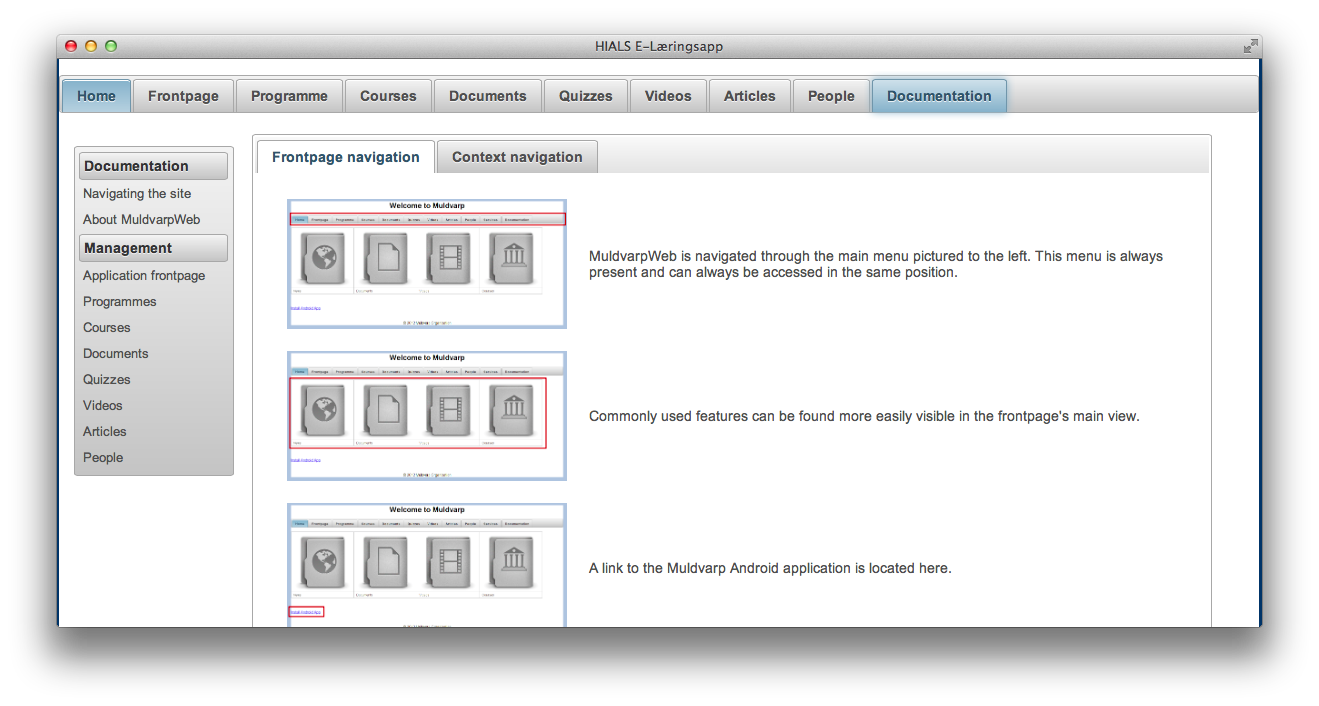 HIALS E-Læringsapp
Home Frontpage Programme Courses Documents Quizzes Videos Articles People Documentation
Documentation
Navigating the site
About MuldvarpWeb
Management
Application frontpage
Programmes
Courses
Documents
Quizzes
Videos
Articles
People
Frontpage navigation Context navigation
Welcome to Muldvarp
MuldvarpWeb is navigated through the main menu pictured to the left. This menu is always
present and can always be accessed in the same position.
Welcome to Muldvarp
Commonly used features can be found more easily visible in the frontpage's main view.
Welcome to Muldvarp
A link to the Muldvarp Android application is located here.